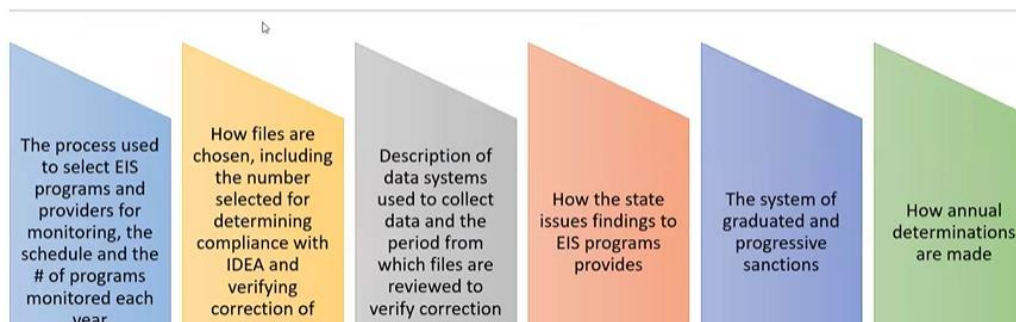 The process used
to select EIS
programs and
providers for
monitoring, the
schedule and the
# of programs
monitored each
year
How files are
chosen, including
the number
selected for
determining
compliance with
IDEA and
verifying
correction of
Description of
data systems
used to collect
data and the
period from
which files are
reviewed to
verify correction
How the state
issues findings to
EIS programs
provides
The system of
graduated and
progressive
sanctions
How annual
determinations
are made